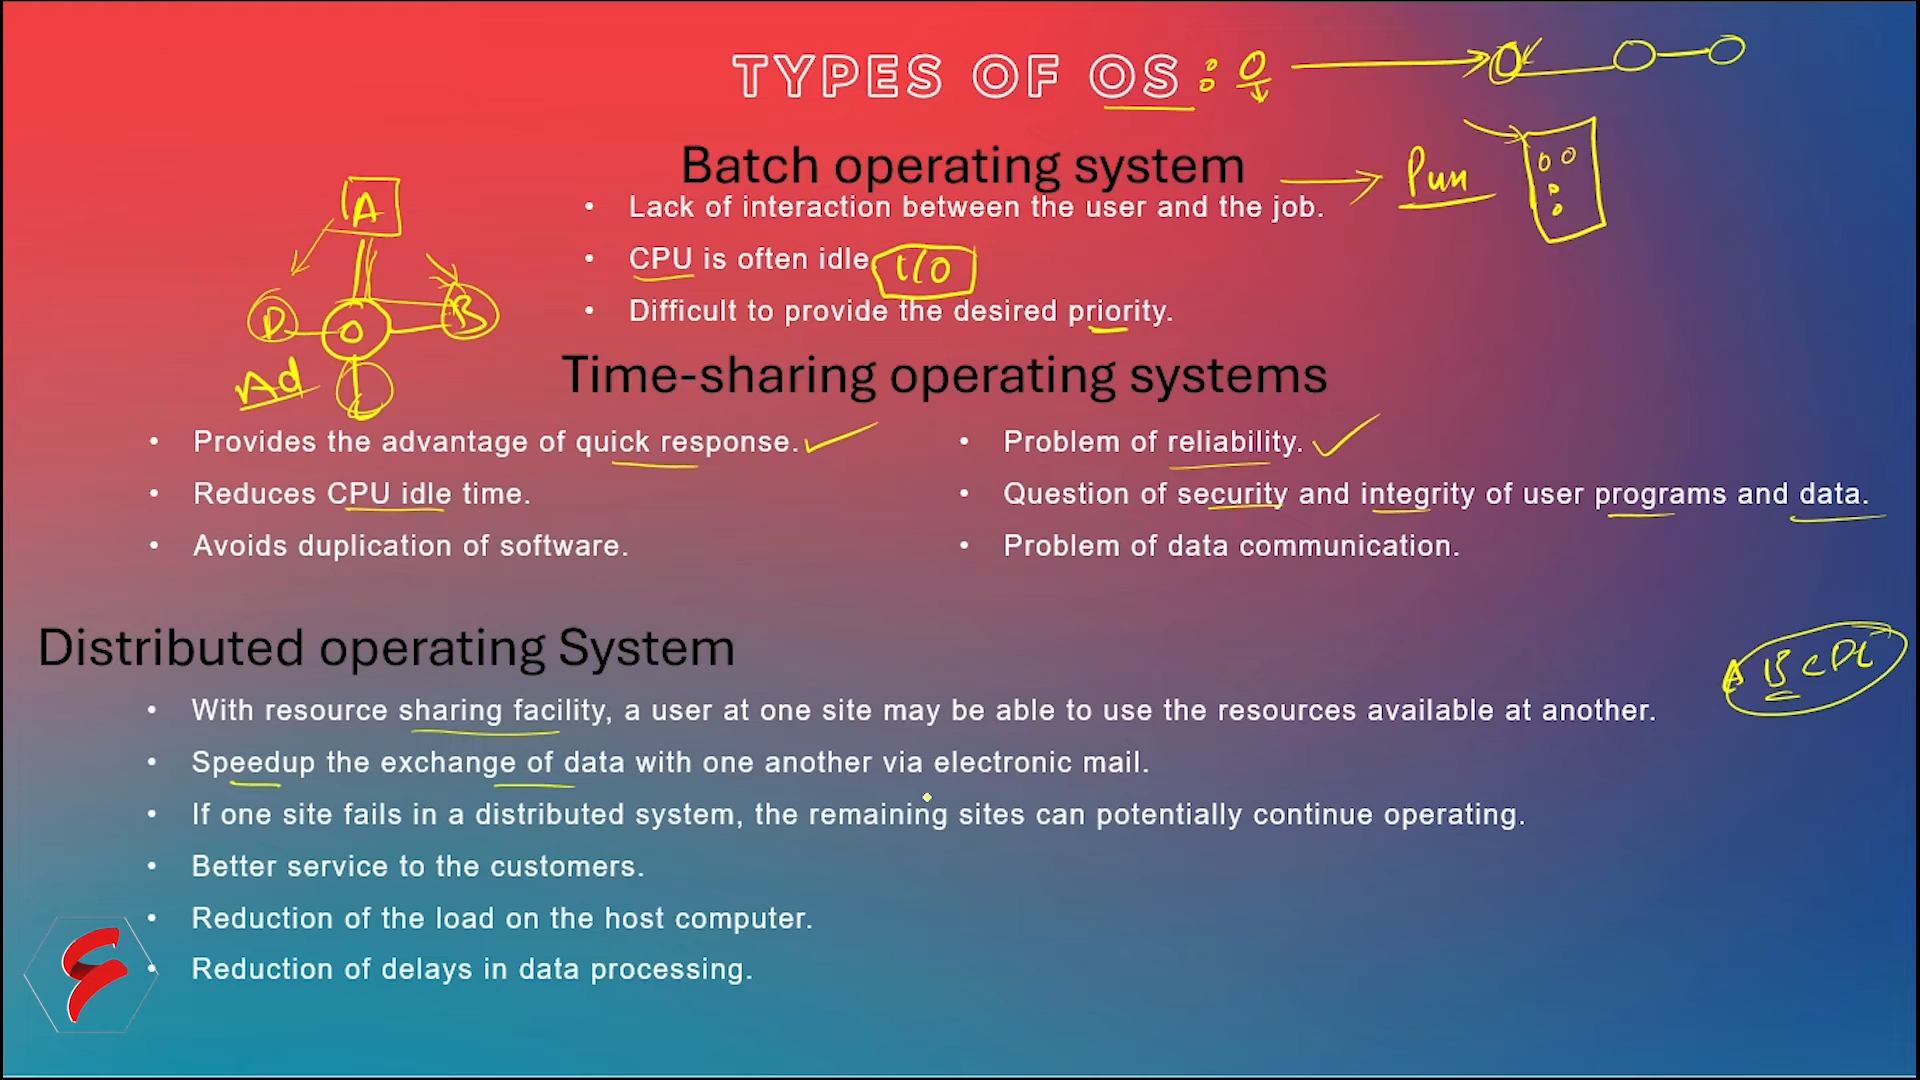 TYPES OF OS :
Batch operating system
• Lack of interaction between the user and the job.
• CPU is often idle I/O
• Difficult to provide the desired priority.
A
D O B
Ad
Time-sharing operating systems
• Provides the advantage of quick response.
• Reduces CPU idle time.
• Avoids duplication of software.
• Problem of reliability.
• Question of security and integrity of user programs and data.
• Problem of data communication.
Distributed operating System
• With resource sharing facility, a user at one site may be able to use the resources available at another.
• Speedup the exchange of data with one another via electronic mail.
• If one site fails in a distributed system, the remaining sites can potentially continue operating.
• Better service to the customers.
• Reduction of the load on the host computer.
• Reduction of delays in data processing.